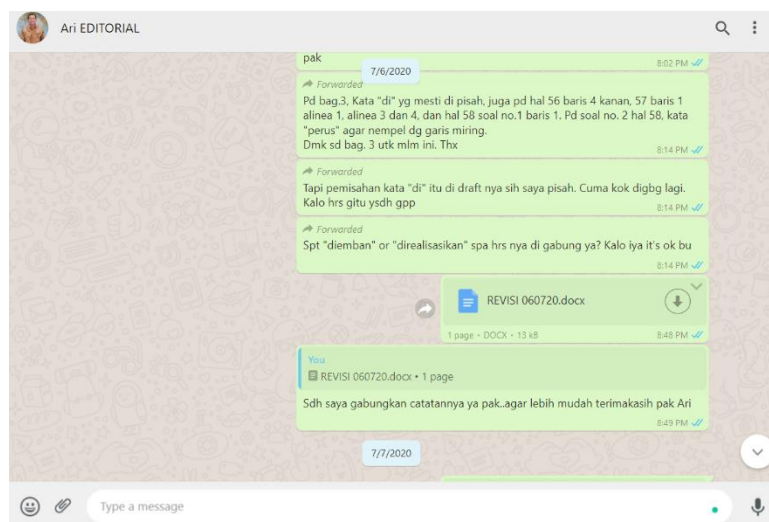 Ari EDITORIAL
pak
8:02 PM
7/6/2020
Forwarded
Pd bag.3, Kata "di" yg mesti di pisah, juga pd hal 56 baris 4 kanan, 57 baris 1
alinea 1, alinea 3 dan 4, dan hal 58 soal no.1 baris 1. Pd soal no. 2 hal 58, kata
"perus" agar nempel dg garis miring.
Dmk sd bag. 3 utk mlm ini. Thx
8:14 PM
Forwarded
Tapi pemisahan kata "di" itu di draft nya sih saya pisah. Cuma kok digbg lagi.
Kalo hrs gitu ysdh gpp
8:14 PM
Forwarded
Spt "diemban" or "direalisasikan" spa hrs nya di gabung ya? Kalo iya it's ok bu
8:14 PM
REVISI 060720.docx
1 page • DOCX • 13 kB
8:48 PM
You
REVISI 060720.docx • 1 page
Sdh saya gabungkan catatannya ya pak..agar lebih mudah terimakasih pak Ari
8:49 PM
7/7/2020
Type a message